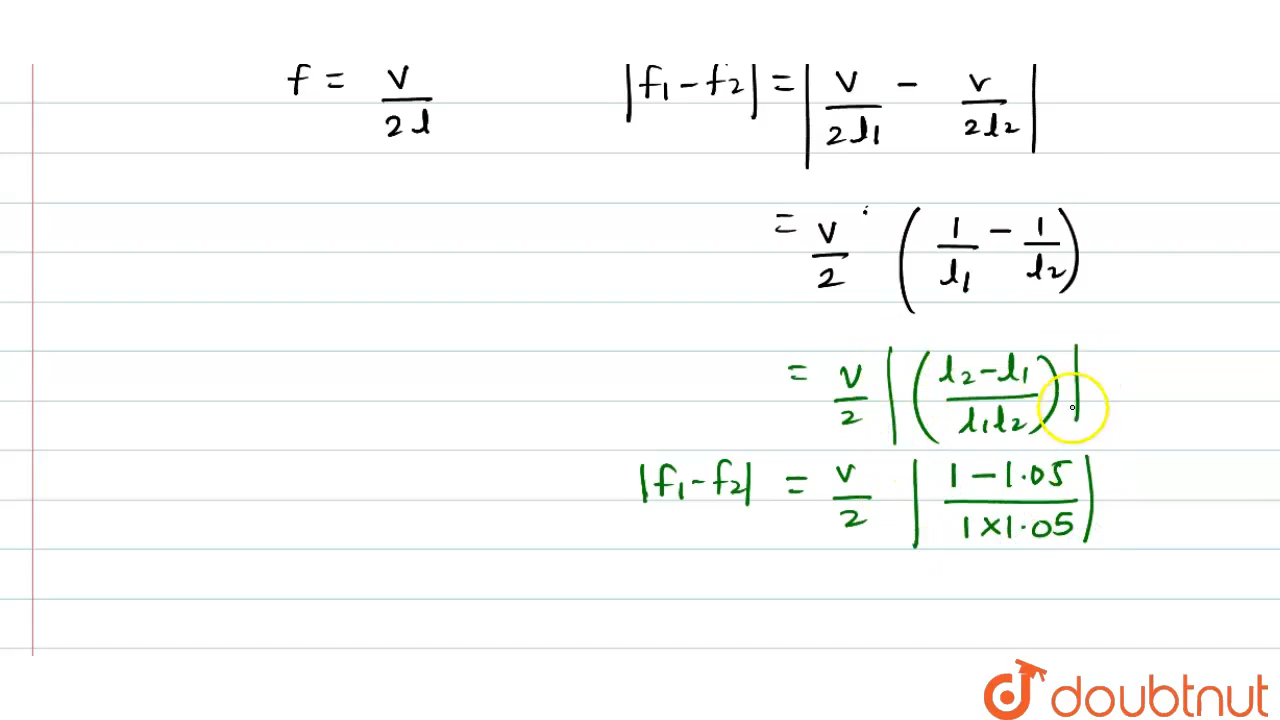 f = v/2l |f₁ - f₂| = |v/2l₁ - v/2l₂|
= v/2 (1/l₁ - 1/l₂)
= v/2 |((l₂ - l₁)/l₁l₂)|
|f₁ - f₂| = v/2 |(1 - 1.05)/(1 × 1.05)|
doubtnut